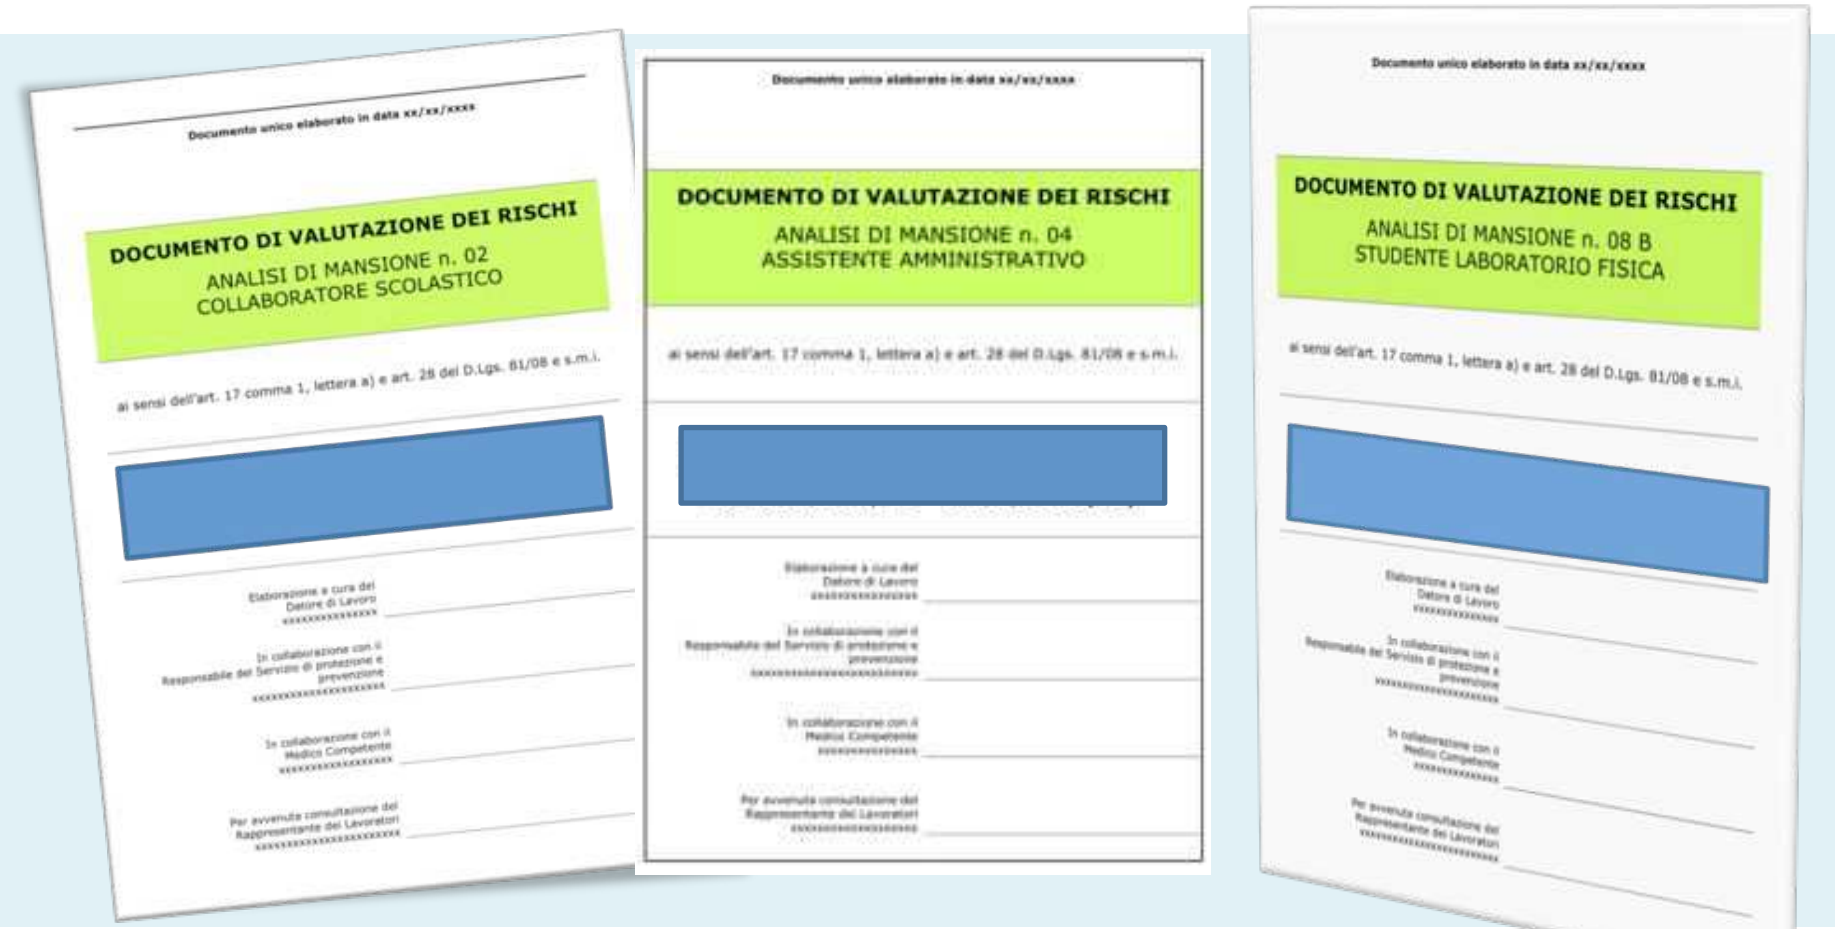 Documento unico elaborato in data xx/xx/xxxx
DOCUMENTO DI VALUTAZIONE DEI RISCHI
ANALISI DI MANSIONE n. 02
COLLABORATORE SCOLASTICO
ai sensi dell'art. 17 comma 1, lettera a) e art. 28 del D.Lgs. 81/08 e s.m.i.
Elaborazione a cura del
Datore di Lavoro
In collaborazione con il
Responsabile del Servizio di protezione e
prevenzione
In collaborazione con il
Medico Competente
Per avvenuta consultazione del
Rappresentante dei Lavoratori
Documento unico elaborato in data xx/xx/xxxx
DOCUMENTO DI VALUTAZIONE DEI RISCHI
ANALISI DI MANSIONE n. 04
ASSISTENTE AMMINISTRATIVO
ai sensi dell'art. 17 comma 1, lettera a) e art. 28 del D.Lgs. 81/08 e s.m.i.
Elaborazione a cura del
Datore di Lavoro
In collaborazione con il
Responsabile del Servizio di protezione e
prevenzione
In collaborazione con il
Medico Competente
Per avvenuta consultazione del
Rappresentante dei Lavoratori
Documento unico elaborato in data xx/xx/xxxx
DOCUMENTO DI VALUTAZIONE DEI RISCHI
ANALISI DI MANSIONE n. 08 B
STUDENTE LABORATORIO FISICA
ai sensi dell'art. 17 comma 1, lettera a) e art. 28 del D.Lgs. 81/08 e s.m.i.
Elaborazione a cura del
Datore di Lavoro
In collaborazione con il
Responsabile del Servizio di protezione e
prevenzione
In collaborazione con il
Medico Competente
Per avvenuta consultazione del
Rappresentante dei Lavoratori